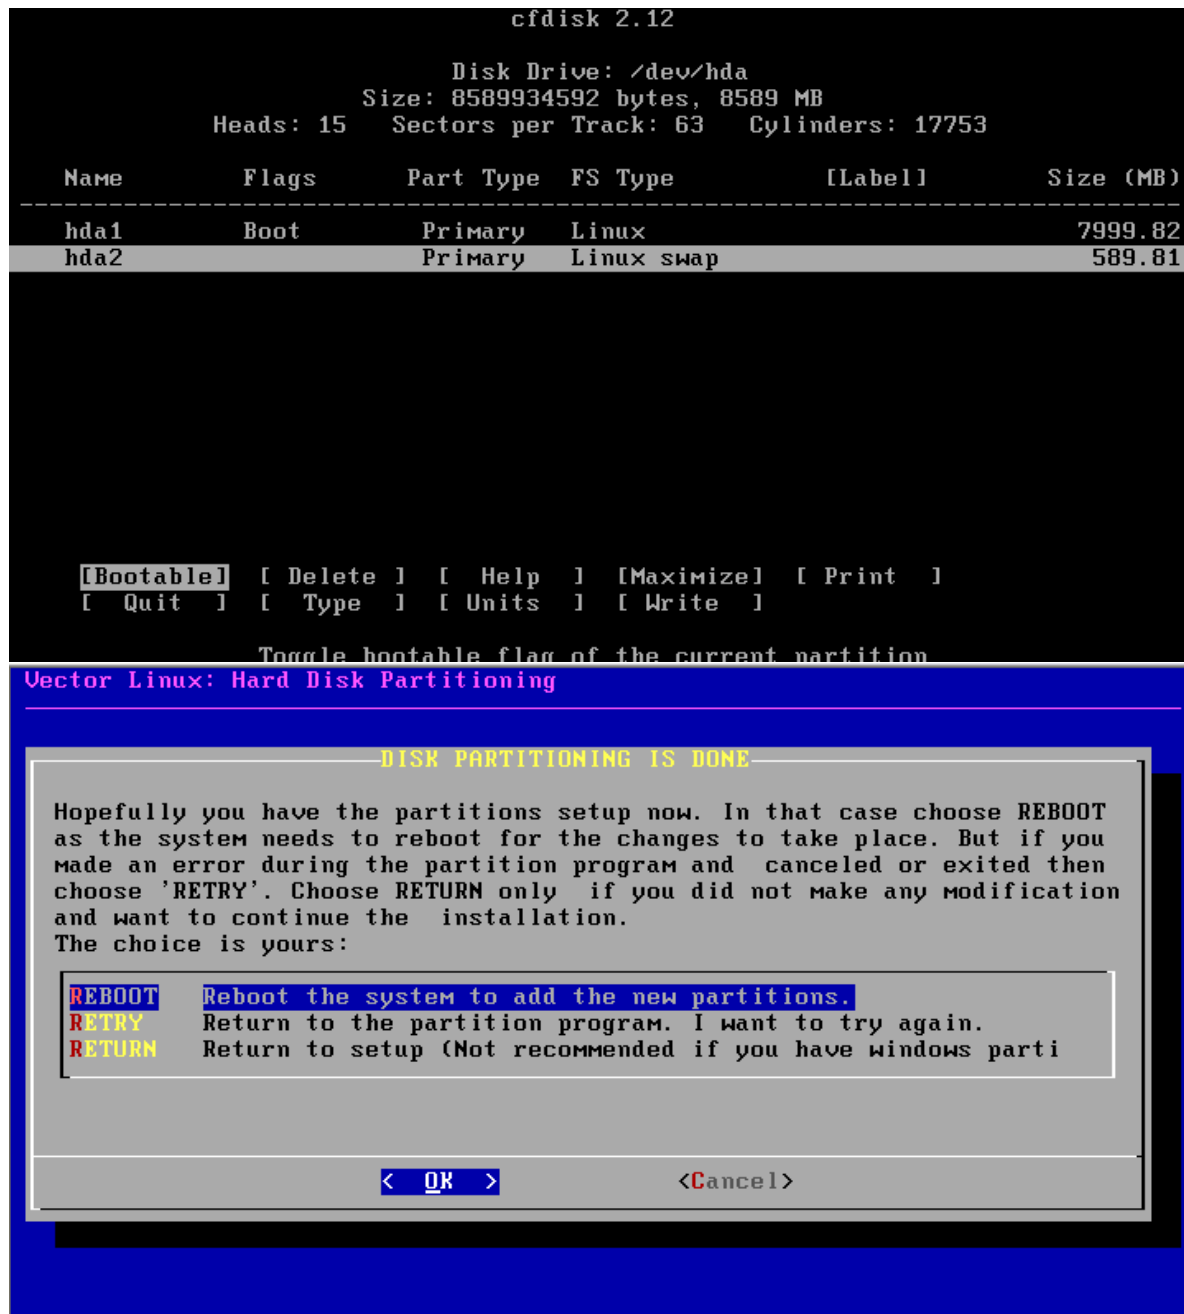 cfdisk 2.12
Disk Drive: /dev/hda
Size: 8589934592 bytes, 8589 MB
Heads: 15   Sectors per Track: 63   Cylinders: 17753
Name   Flags   Part Type   FS Type   [Label]   Size (MB)
hda1   Boot   Primary   Linux   7999.82
hda2   Primary   Linux swap   589.81
[Bootable]   [ Delete ]   [  Help  ]   [Maximize]   [ Print  ]
[  Quit  ]   [  Type  ]   [ Units  ]   [ Write  ]
Toggle bootable flag of the current partition
Vector Linux: Hard Disk Partitioning
DISK PARTITIONING IS DONE
Hopefully you have the partitions setup now. In that case choose REBOOT
as the system needs to reboot for the changes to take place. But if you
made an error during the partition program and  canceled or exited then
choose 'RETRY'. Choose RETURN only  if you did not make any modification
and want to continue the  installation.
The choice is yours:
REBOOT   Reboot the system to add the new partitions.
RETRY    Return to the partition program. I want to try again.
RETURN   Return to setup (Not recommended if you have windows parti
<  OK  >   <Cancel>